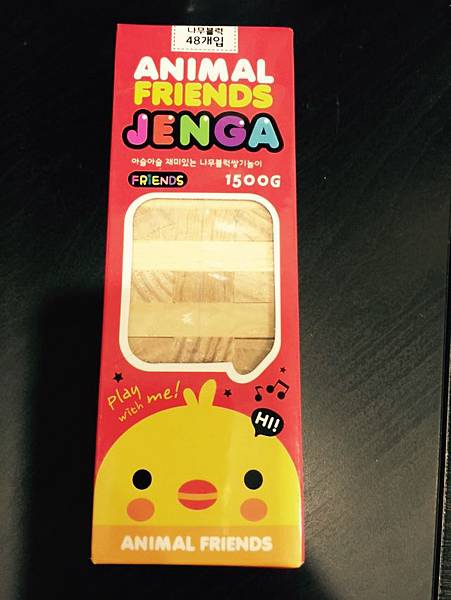 나무블럭
48개입
ANIMAL
FRIENDS
JENGA
아슬아슬 재미있는 나무블럭쌓기놀이
FRIENDS 1500G
Play
with me!
HI!
ANIMAL FRIENDS